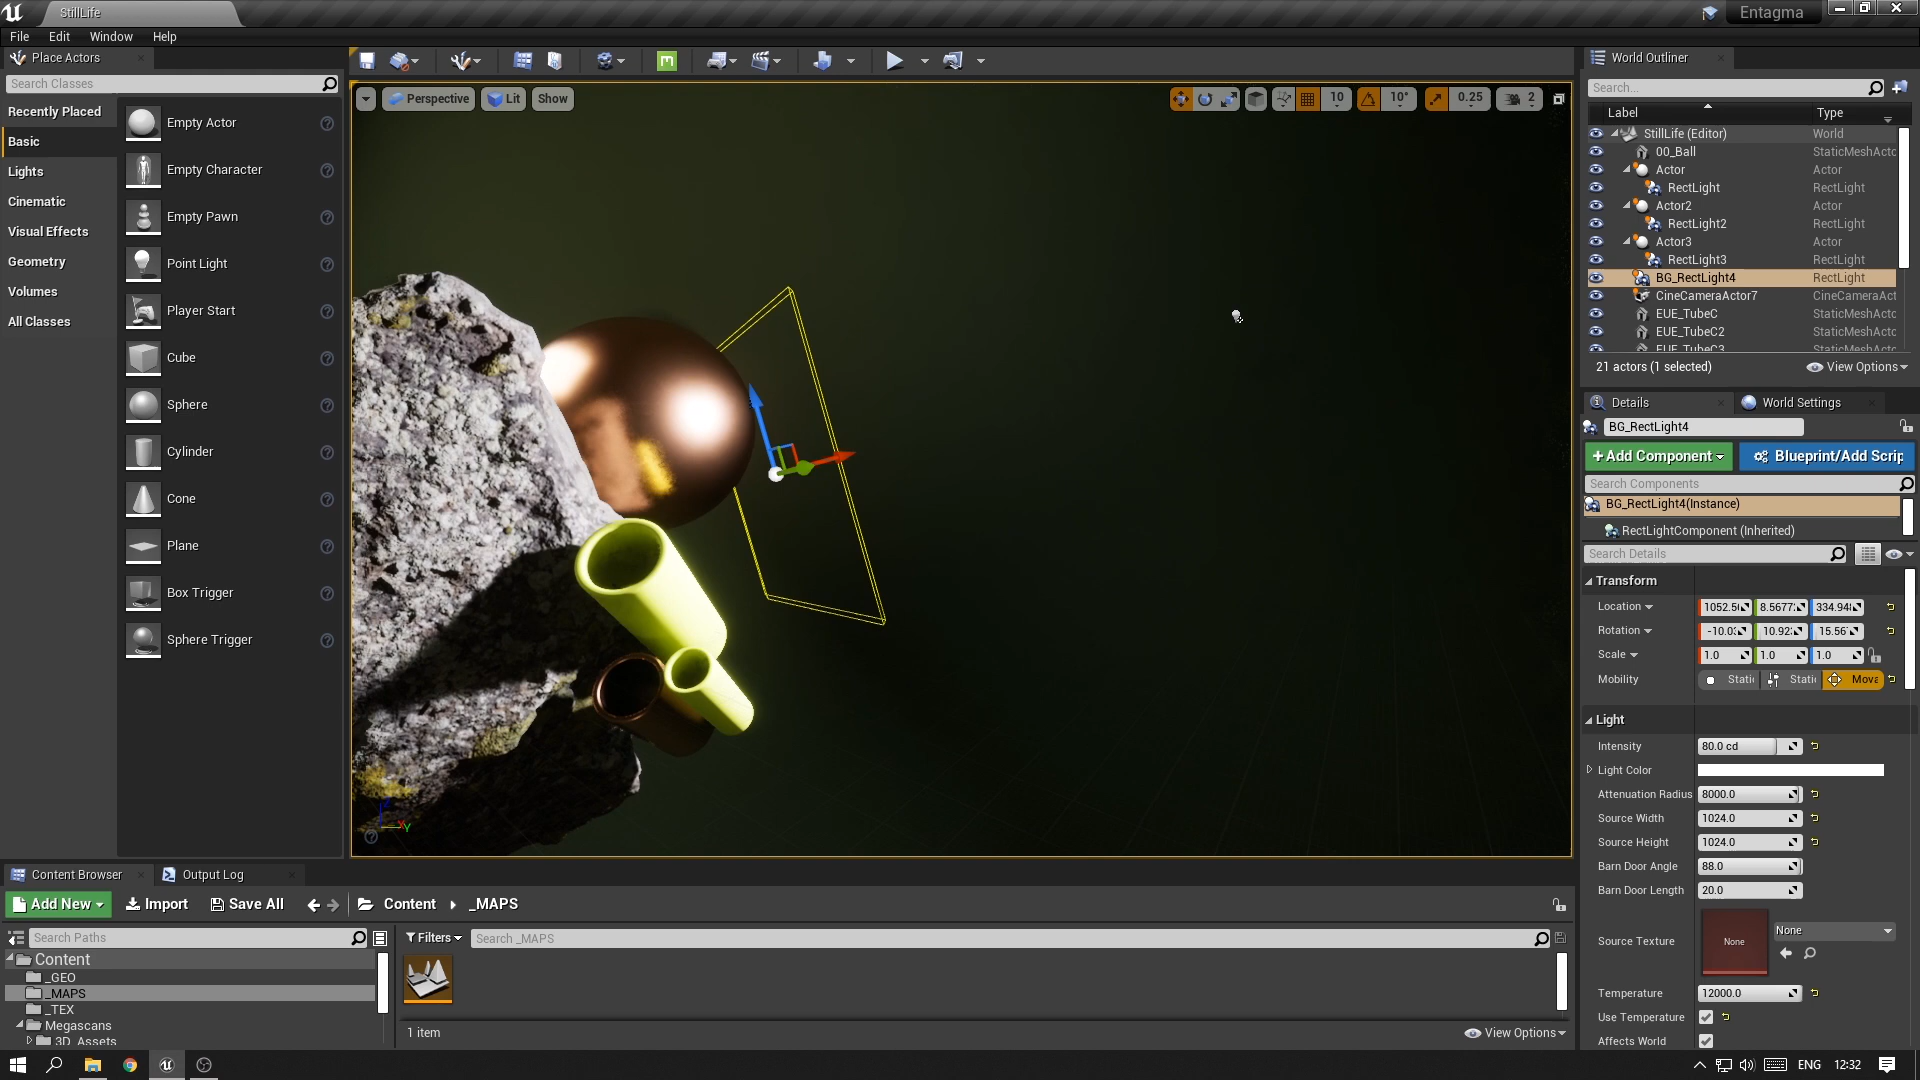 StillLife
Entagma
File Edit Window Help
Place Actors
Search Classes
Recently Placed
Basic
Lights
Cinematic
Visual Effects
Geometry
Volumes
All Classes
Empty Actor
Empty Character
Empty Pawn
Point Light
Player Start
Cube
Sphere
Cylinder
Cone
Plane
Box Trigger
Sphere Trigger
Perspective Lit Show
10 10° 0.25 2
World Outliner
Search...
Label Type
StillLife (Editor) World
00_Ball StaticMeshActo
Actor Actor
RectLight RectLight
Actor2 Actor
RectLight2 RectLight
Actor3 Actor
RectLight3 RectLight
BG_RectLight4 RectLight
CineCameraActor7 CineCameraAct
EUE_TubeC StaticMeshActo
EUE_TubeC2 StaticMeshActo
EUE_TubeC3 StaticMeshActo
21 actors (1 selected) View Options
Details World Settings
BG_RectLight4
+Add Component Blueprint/Add Scrip
Search Components
BG_RectLight4(Instance)
RectLightComponent (Inherited)
Search Details
Transform
Location 1052.5 8.5677 334.94
Rotation -10.0 10.92 15.56
Scale 1.0 1.0 1.0
Mobility Stati Stati Mova
Light
Intensity 80.0 cd
Light Color
Attenuation Radius 8000.0
Source Width 1024.0
Source Height 1024.0
Barn Door Angle 88.0
Barn Door Length 20.0
Source Texture None None
Temperature 12000.0
Use Temperature
Affects World
Content Browser Output Log
Add New Import Save All Content _MAPS
Search Paths
Filters Search _MAPS
Content
_GEO
_MAPS
_TEX
Megascans
3D_Assets
1 item View Options
ENG 12:32